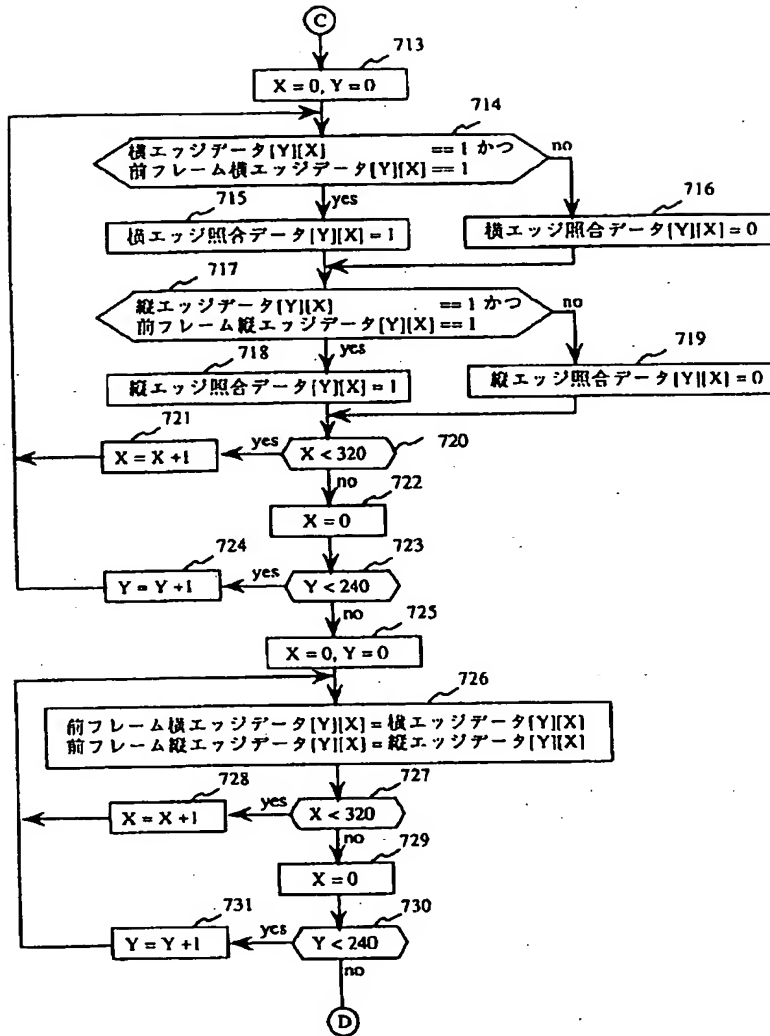 C
713
X = 0, Y = 0
714
横エッジデータ[Y][X] == 1 かつ
前フレーム横エッジデータ[Y][X] == 1
no
yes
715
横エッジ照合データ[Y][X] = 1
716
横エッジ照合データ[Y][X] = 0
717
縦エッジデータ[Y][X] == 1 かつ
前フレーム縦エッジデータ[Y][X] == 1
no
yes
718
縦エッジ照合データ[Y][X] = 1
719
縦エッジ照合データ[Y][X] = 0
721
X = X +1
yes
X < 320
720
no
722
X = 0
724
Y = Y +1
yes
723
Y < 240
no
725
X = 0, Y = 0
726
前フレーム横エッジデータ[Y][X] = 横エッジデータ[Y][X]
前フレーム縦エッジデータ[Y][X] = 縦エッジデータ[Y][X]
728
X = X +1
yes
727
X < 320
no
729
X = 0
731
Y = Y +1
yes
730
Y < 240
no
D